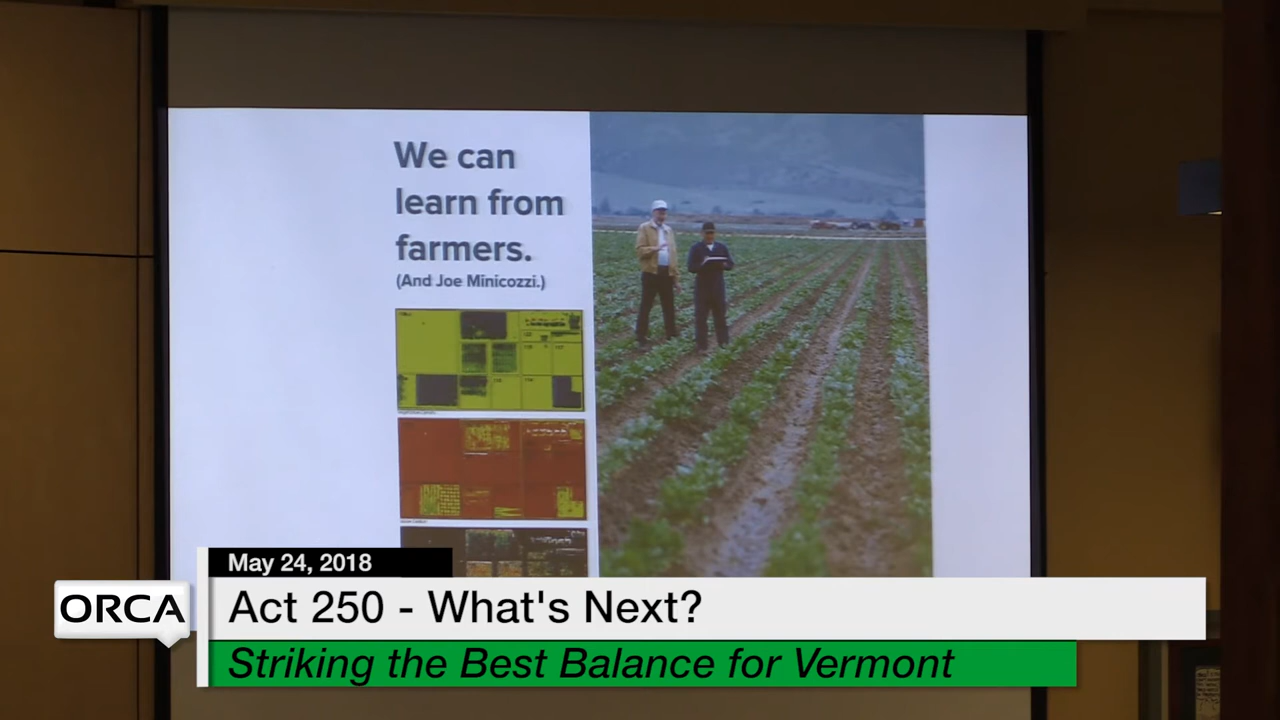 We can
learn from
farmers.
(And Joe Minicozzi.)
May 24, 2018
ORCA
Act 250 - What's Next?
Striking the Best Balance for Vermont